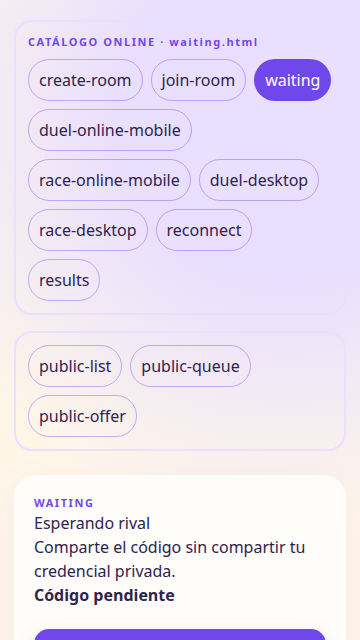 CATÁLOGO ONLINE · waiting.html
create-room join-room waiting
duel-online-mobile
race-online-mobile duel-desktop
race-desktop reconnect
results
public-list public-queue
public-offer
WAITING
Esperando rival
Comparte el código sin compartir tu
credencial privada.
Código pendiente